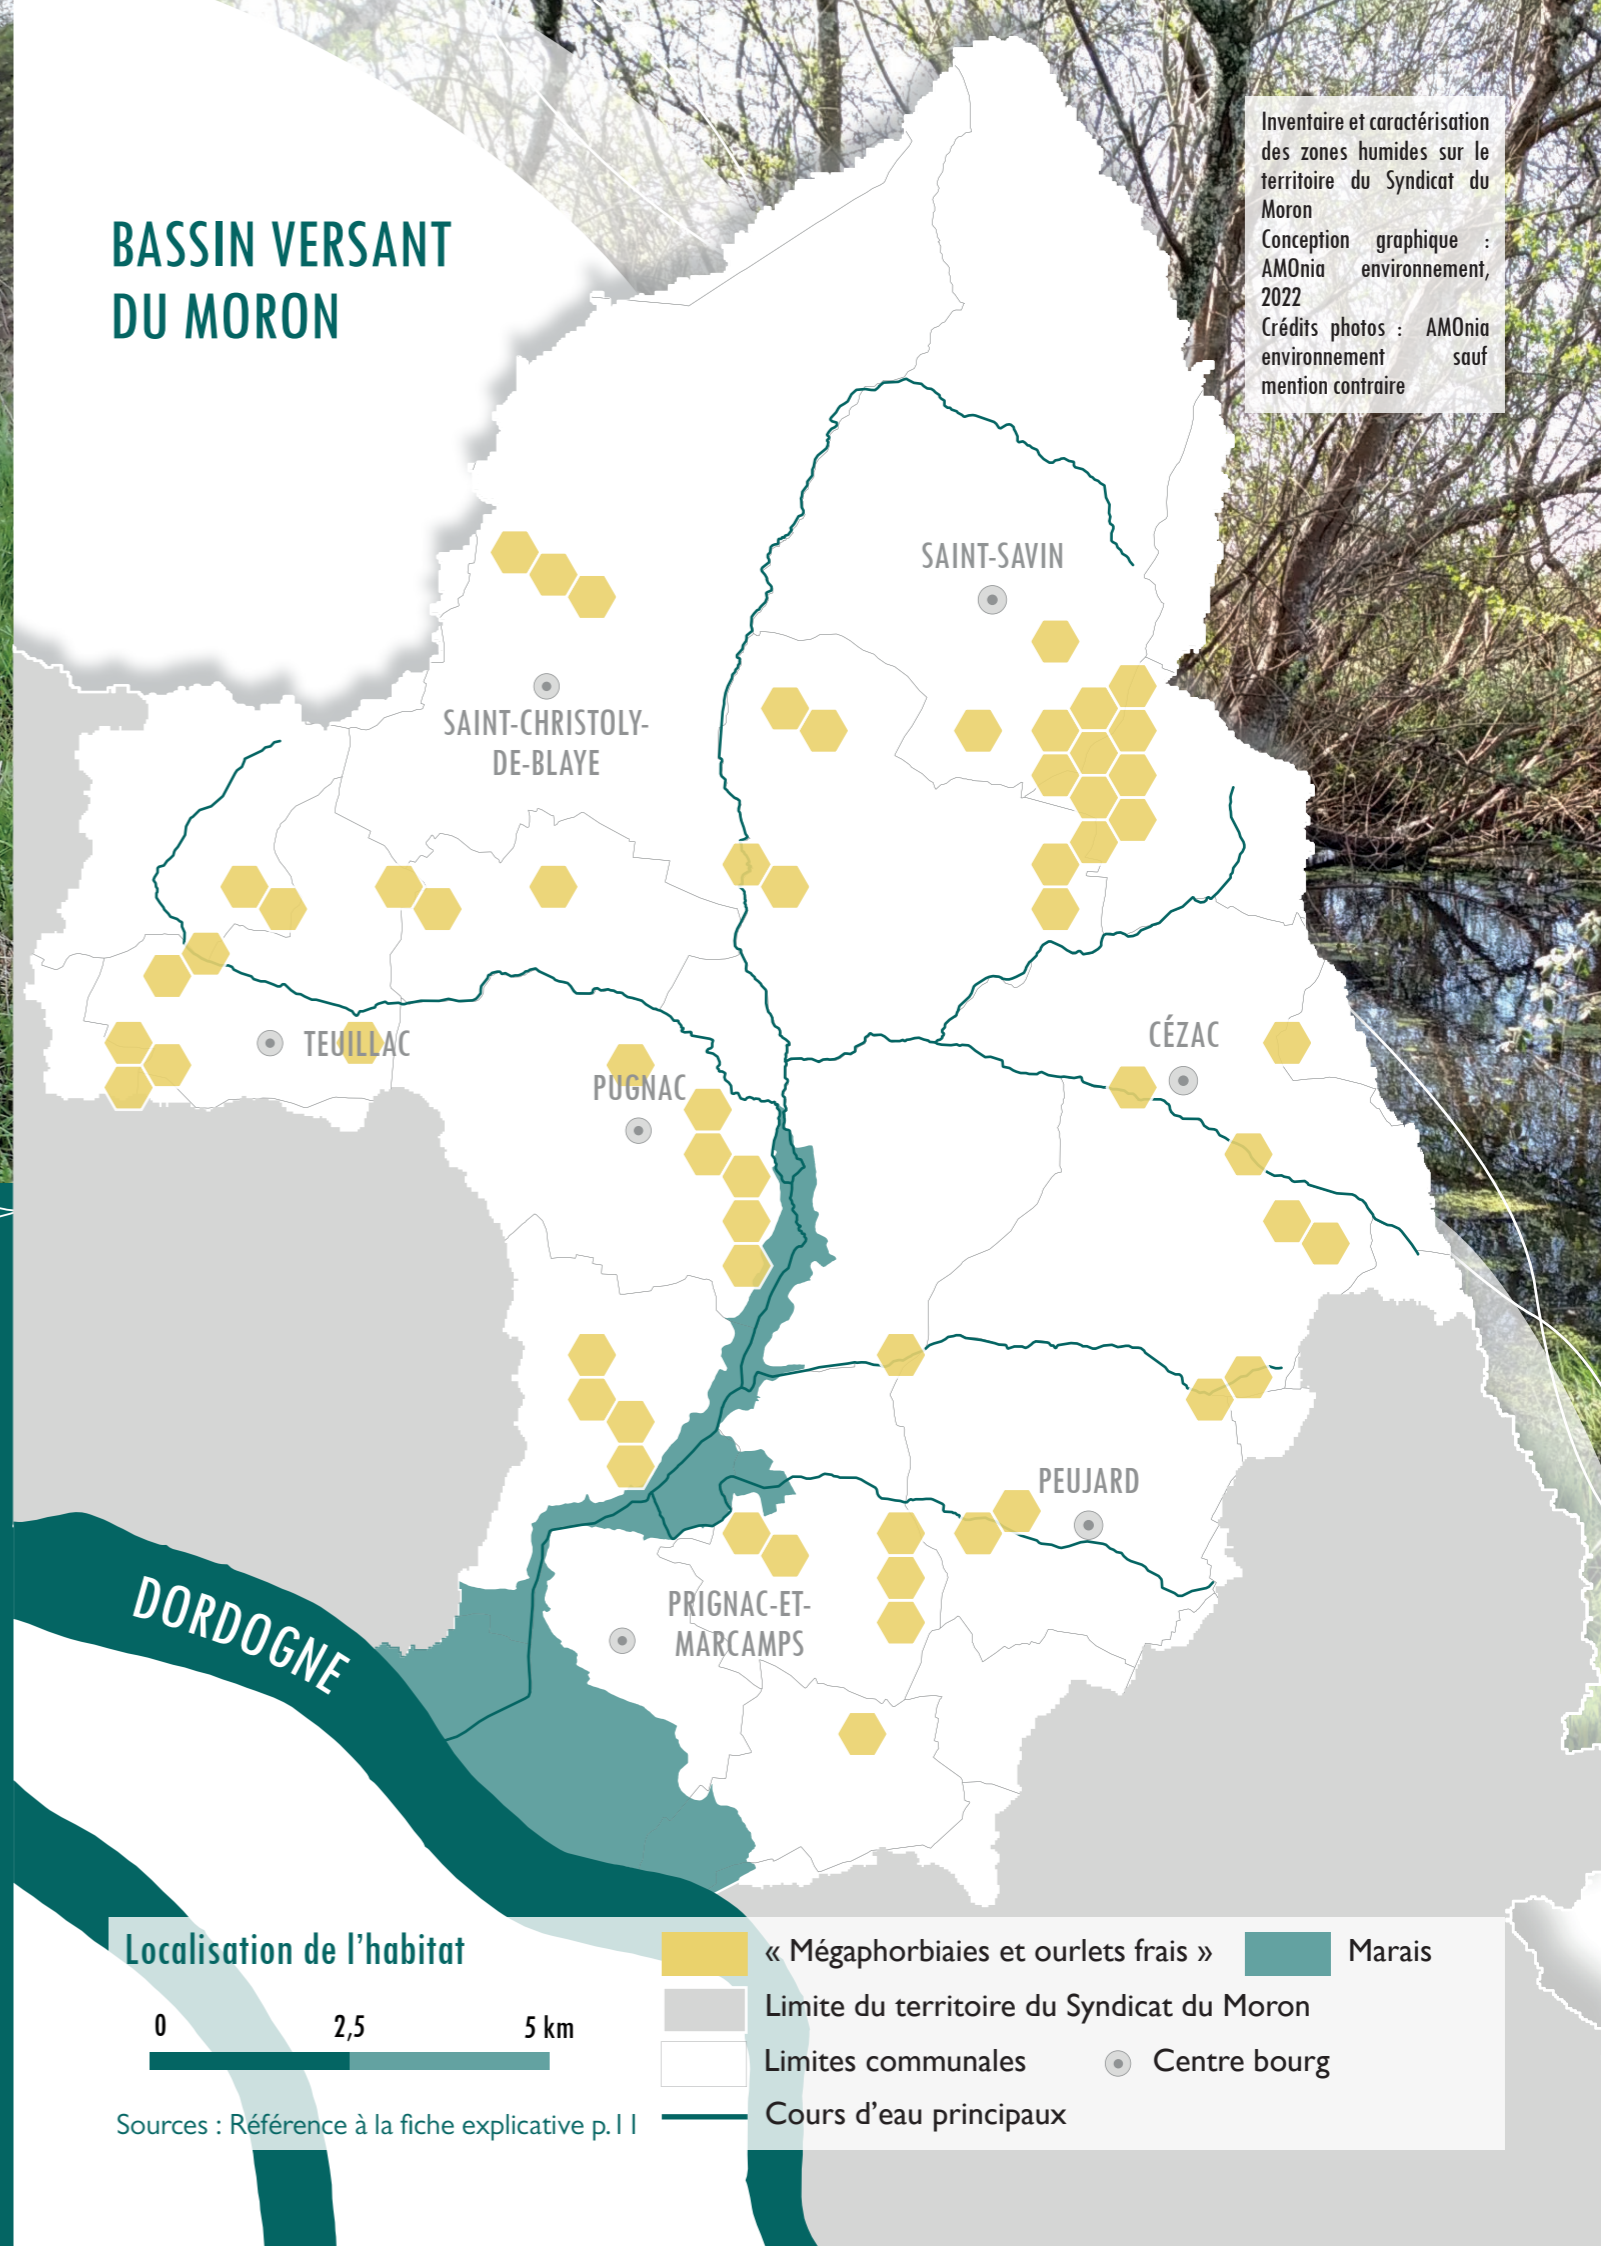 BASSIN VERSANT
DU MORON
Inventaire et caractérisation
des zones humides sur le
territoire du Syndicat du
Moron
Conception graphique :
AMOnia environnement,
2022
Crédits photos : AMOnia
environnement sauf
mention contraire
SAINT-SAVIN
SAINT-CHRISTOLY-
DE-BLAYE
TEUILLAC
CÉZAC
PUGNAC
PEUJARD
PRIGNAC-ET-
MARCAMPS
DORDOGNE
Localisation de l'habitat
0 2,5 5 km
Sources : Référence à la fiche explicative p.11
« Mégaphorbiaies et ourlets frais » Marais
Limite du territoire du Syndicat du Moron
Limites communales Centre bourg
Cours d'eau principaux